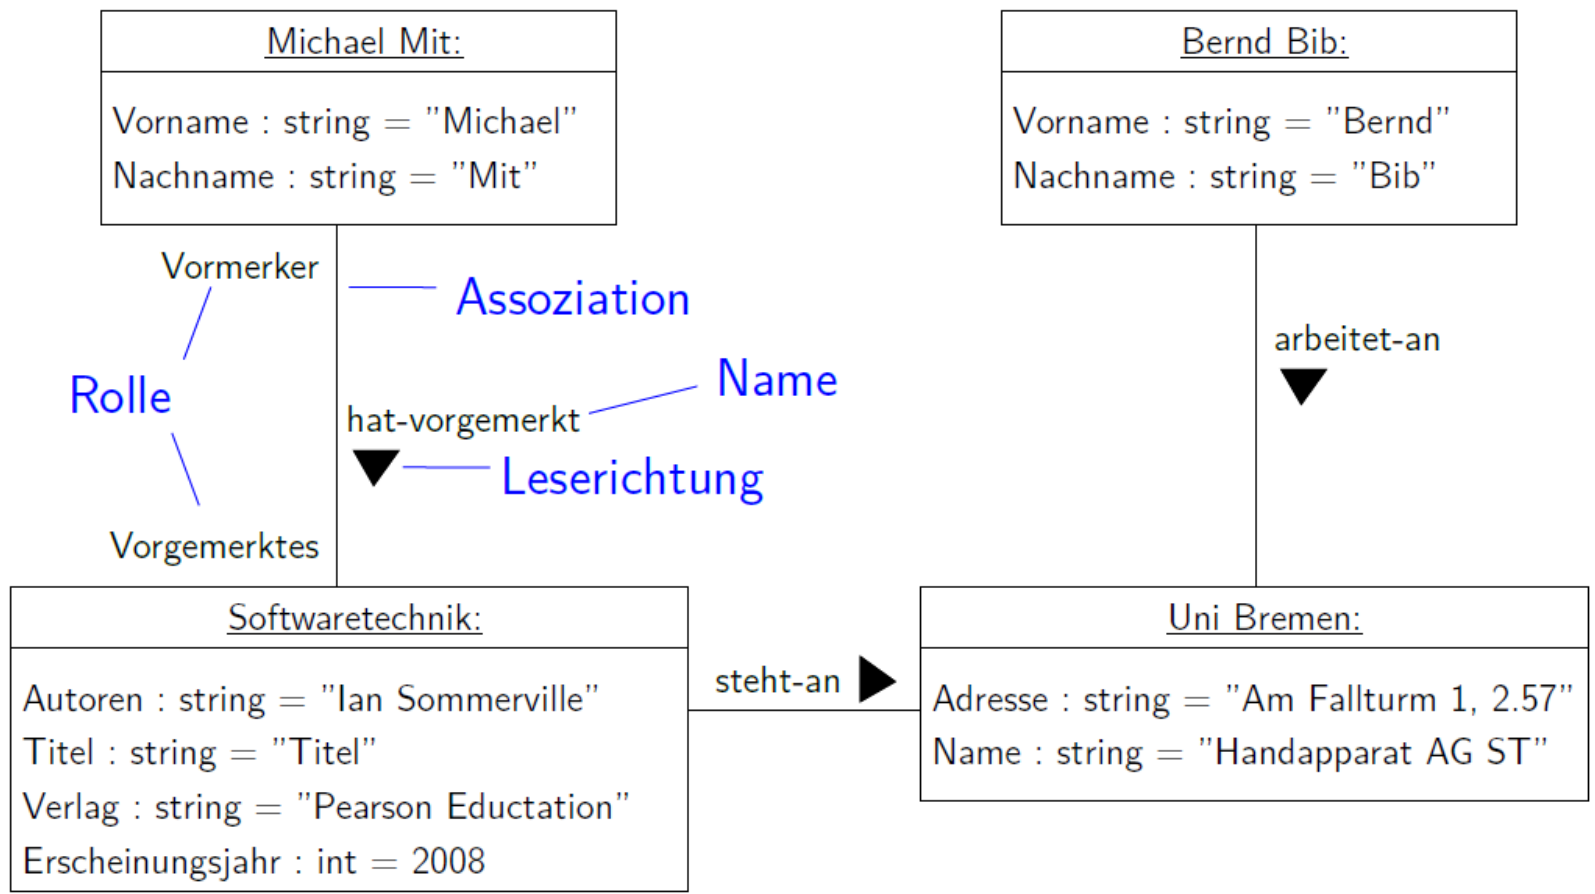 Michael Mit:
Vorname : string = ”Michael”
Nachname : string = ”Mit”
Bernd Bib:
Vorname : string = ”Bernd”
Nachname : string = ”Bib”
Vormerker
Assoziation
Rolle
Name
hat-vorgemerkt
Leserichtung
Vorgemerktes
arbeitet-an
Softwaretechnik:
Autoren : string = ”Ian Sommerville”
Titel : string = ”Titel”
Verlag : string = ”Pearson Eductation”
Erscheinungsjahr : int = 2008
steht-an
Uni Bremen:
Adresse : string = ”Am Fallturm 1, 2.57”
Name : string = ”Handapparat AG ST”